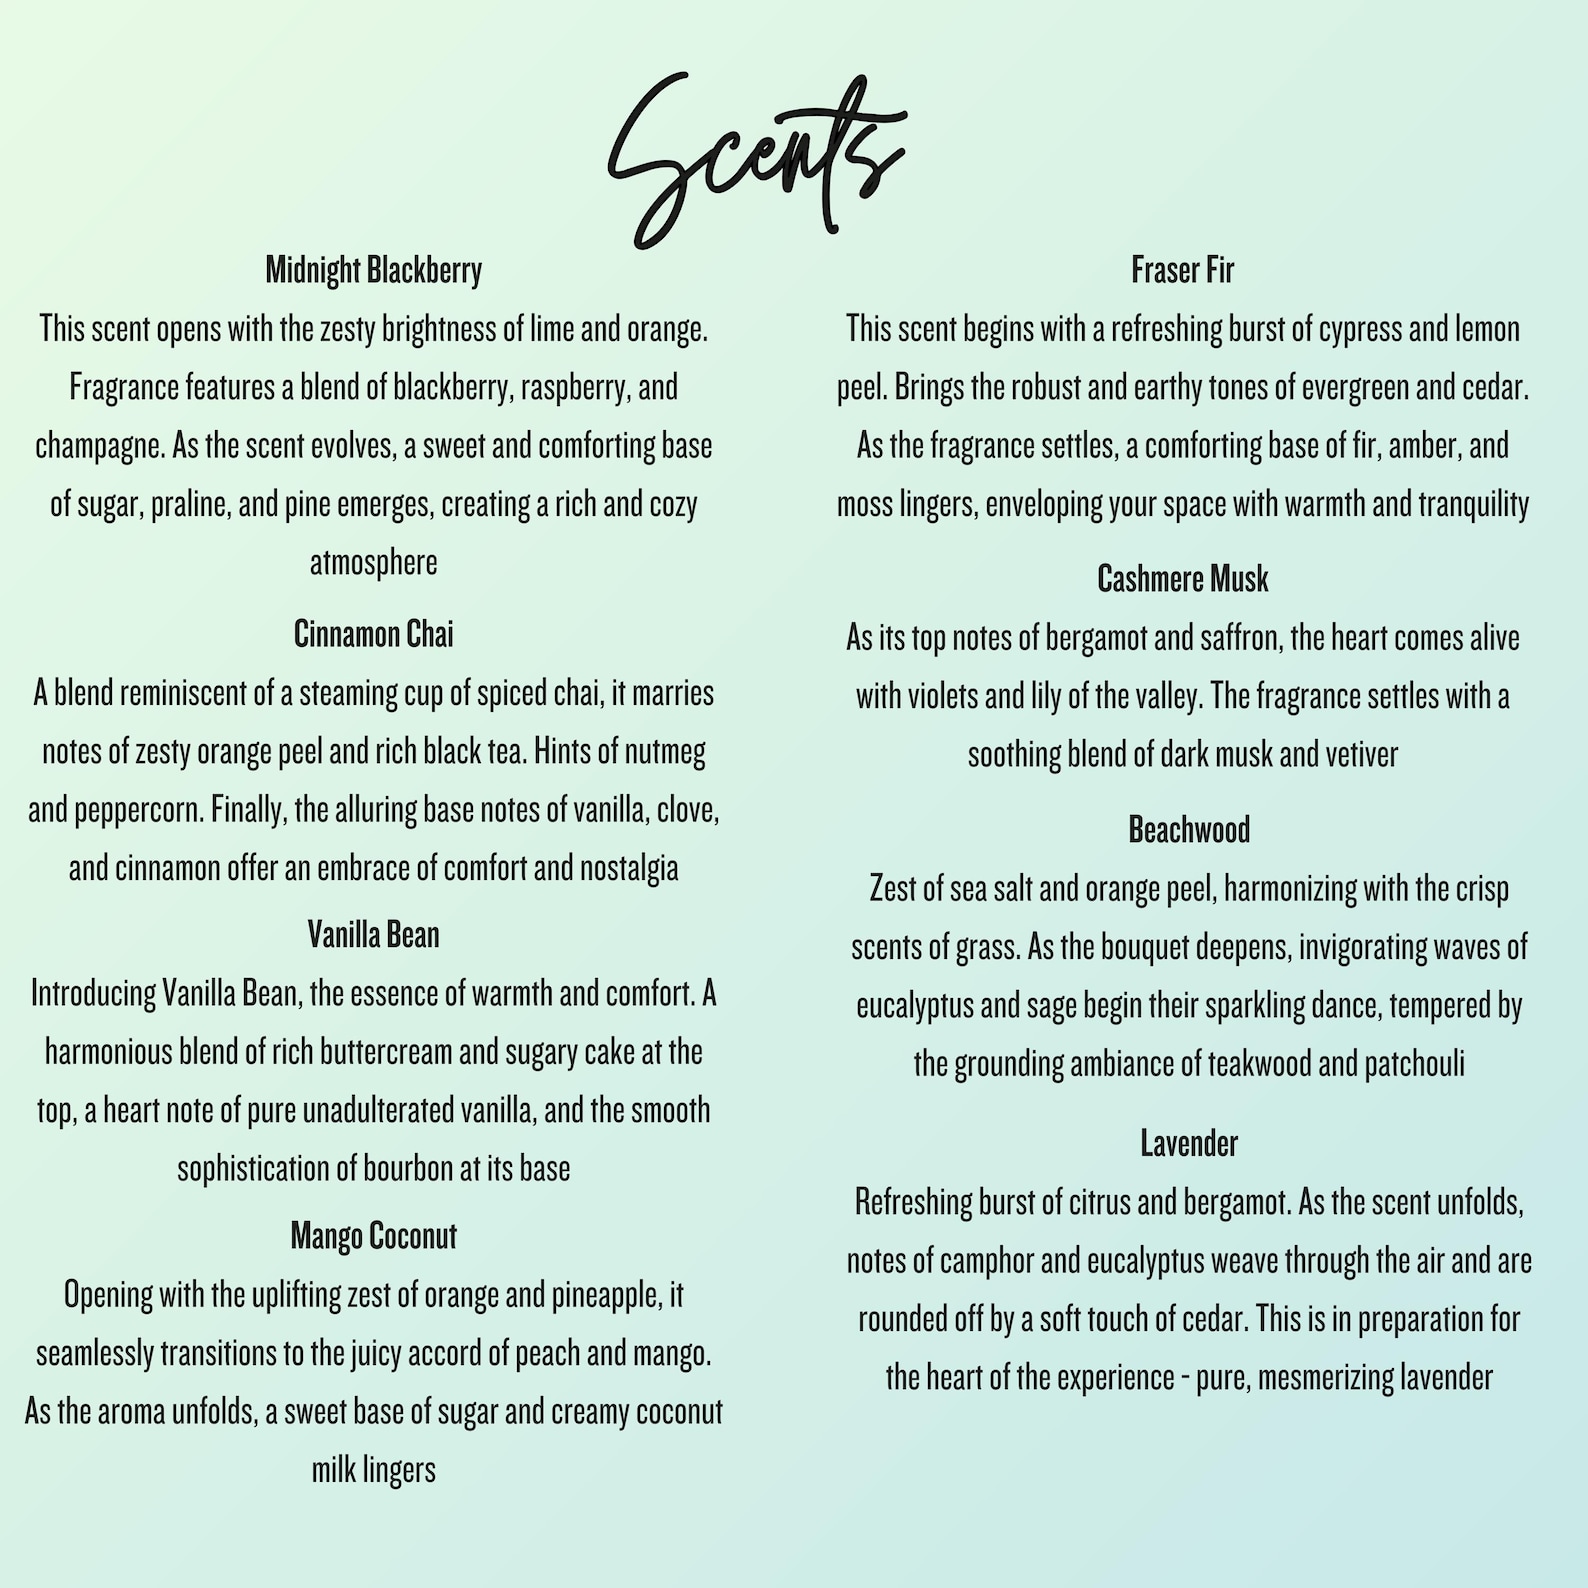 Scents
Midnight Blackberry
This scent opens with the zesty brightness of lime and orange.
Fragrance features a blend of blackberry, raspberry, and
champagne. As the scent evolves, a sweet and comforting base
of sugar, praline, and pine emerges, creating a rich and cozy
atmosphere
Cinnamon Chai
A blend reminiscent of a steaming cup of spiced chai, it marries
notes of zesty orange peel and rich black tea. Hints of nutmeg
and peppercorn. Finally, the alluring base notes of vanilla, clove,
and cinnamon offer an embrace of comfort and nostalgia
Vanilla Bean
Introducing Vanilla Bean, the essence of warmth and comfort. A
harmonious blend of rich buttercream and sugary cake at the
top, a heart note of pure unadulterated vanilla, and the smooth
sophistication of bourbon at its base
Mango Coconut
Opening with the uplifting zest of orange and pineapple, it
seamlessly transitions to the juicy accord of peach and mango.
As the aroma unfolds, a sweet base of sugar and creamy coconut
milk lingers
Fraser Fir
This scent begins with a refreshing burst of cypress and lemon
peel. Brings the robust and earthy tones of evergreen and cedar.
As the fragrance settles, a comforting base of fir, amber, and
moss lingers, enveloping your space with warmth and tranquility
Cashmere Musk
As its top notes of bergamot and saffron, the heart comes alive
with violets and lily of the valley. The fragrance settles with a
soothing blend of dark musk and vetiver
Beachwood
Zest of sea salt and orange peel, harmonizing with the crisp
scents of grass. As the bouquet deepens, invigorating waves of
eucalyptus and sage begin their sparkling dance, tempered by
the grounding ambiance of teakwood and patchouli
Lavender
Refreshing burst of citrus and bergamot. As the scent unfolds,
notes of camphor and eucalyptus weave through the air and are
rounded off by a soft touch of cedar. This is in preparation for
the heart of the experience - pure, mesmerizing lavender